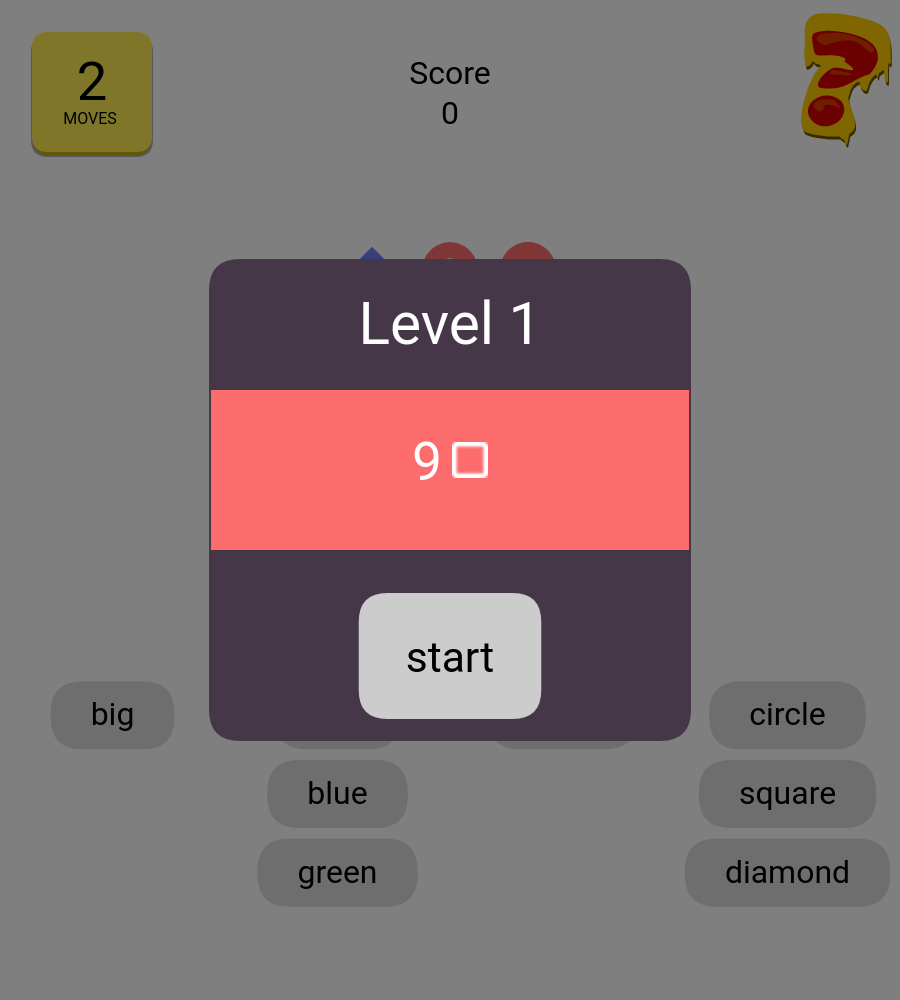 2
MOVES
Score
0
Level 1
9
start
big
circle
blue
square
green
diamond